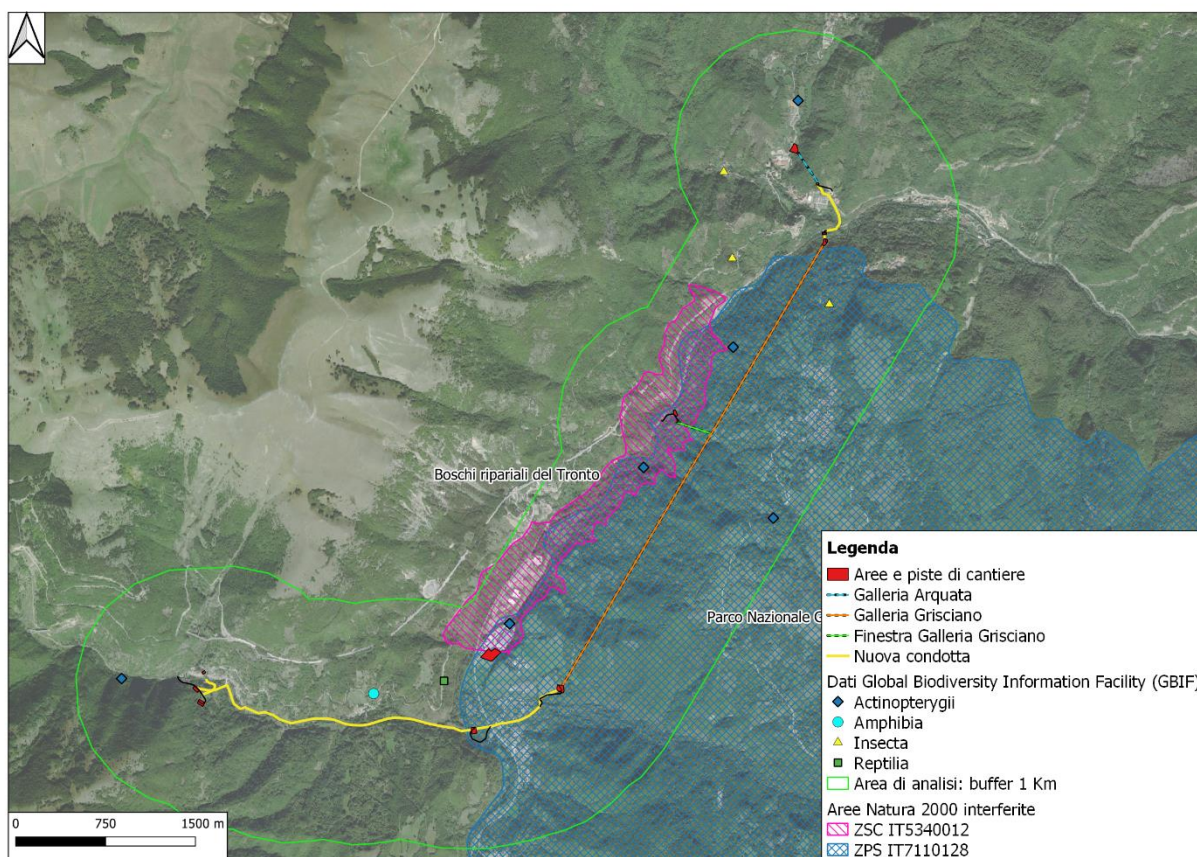 Boschi ripariali del Tronto
Parco Nazionale G
Legenda
Aree e piste di cantiere
Galleria Arquata
Galleria Grisciano
Finestra Galleria Grisciano
Nuova condotta
Dati Global Biodiversity Information Facility (GBIF)
Actinopterygii
Amphibia
Insecta
Reptilia
Area di analisi: buffer 1 Km
Aree Natura 2000 interferite
ZSC IT5340012
ZPS IT7110128
0 750 1500 m